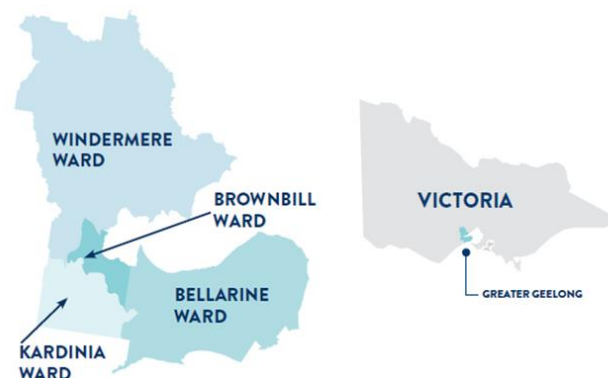 WINDERMERE
WARD
BROWNBILL
WARD
BELLARINE
WARD
KARDINIA
WARD
VICTORIA
GREATER GEELONG